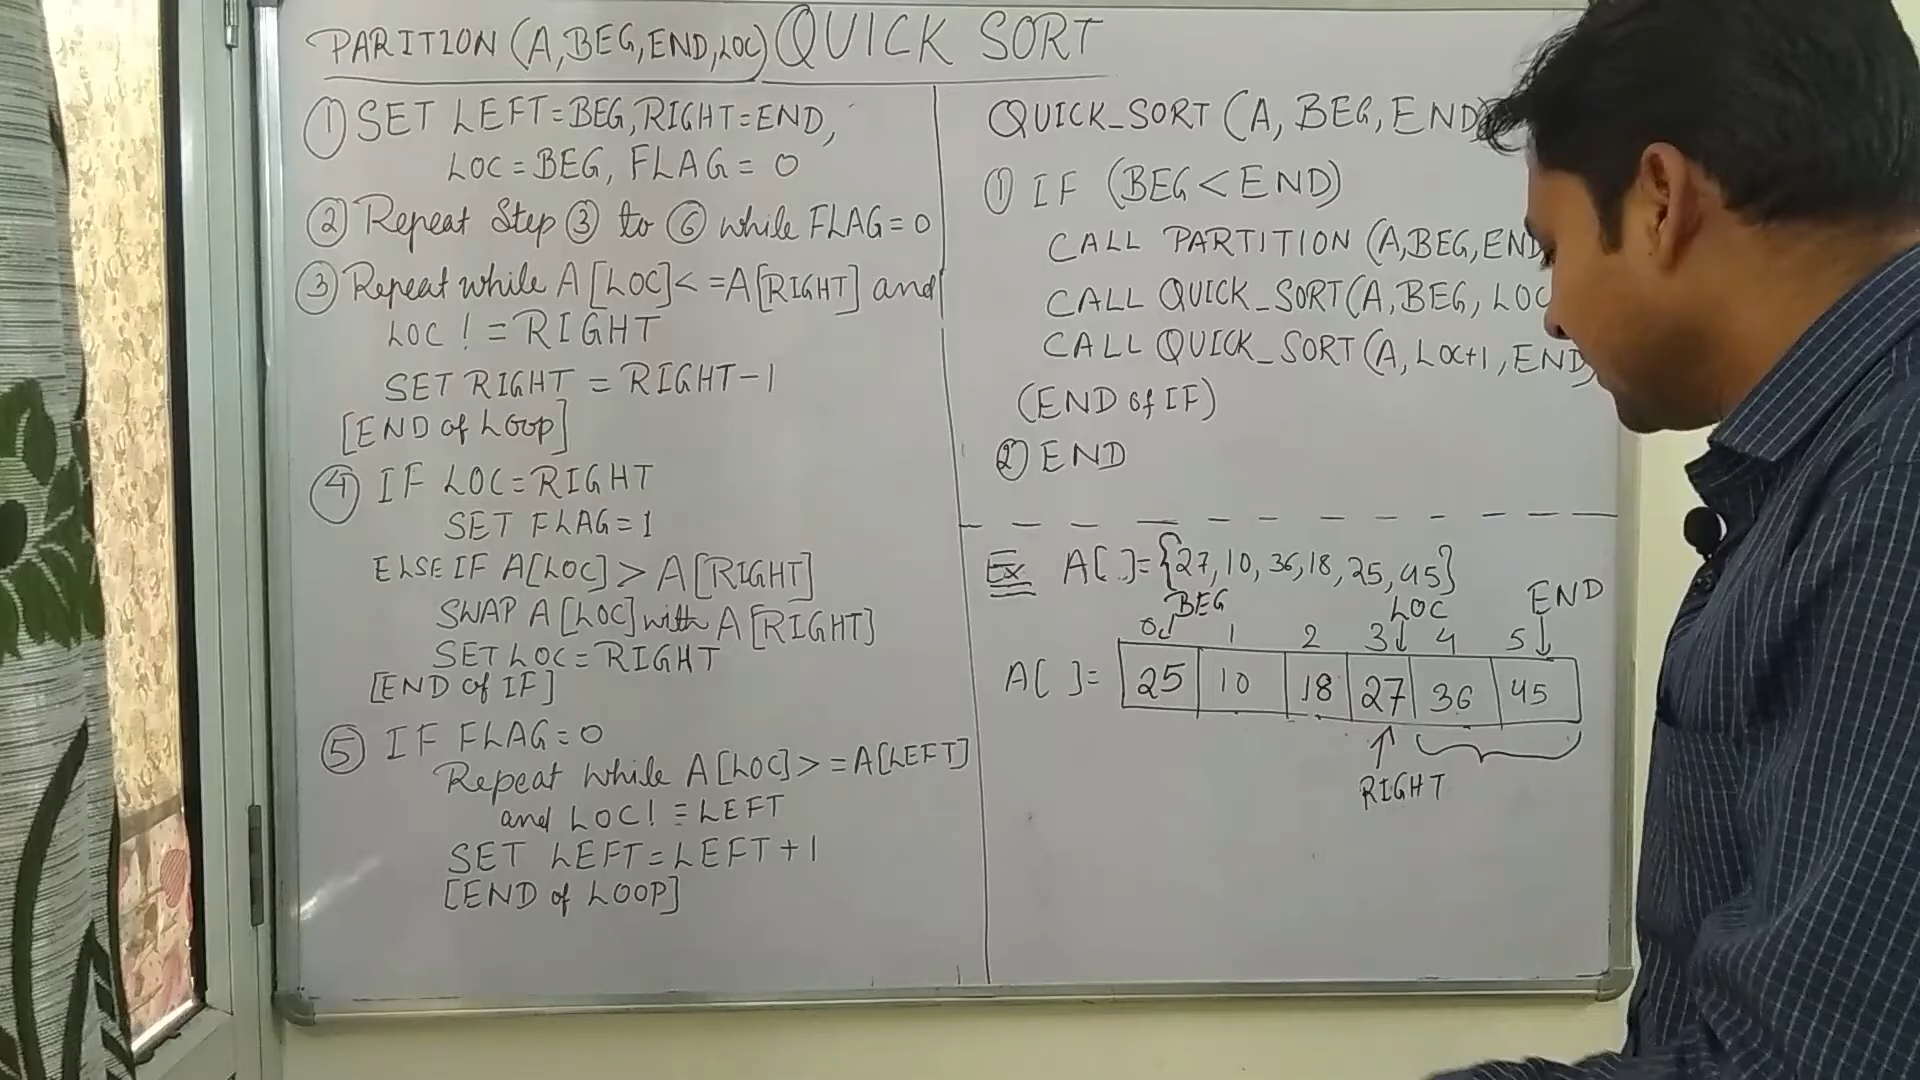 PARITION (A, BEG, END, LOC) QUICK SORT
① SET LEFT=BEG, RIGHT=END,
LOC = BEG, FLAG = 0
② Repeat Step ③ to ⑥ while FLAG = 0
③ Repeat while A[LOC]< =A[RIGHT] and
LOC ! = RIGHT
SET RIGHT = RIGHT-1
[END of LOOP]
④ IF LOC=RIGHT
SET FLAG=1
ELSE IF A[LOC] > A[RIGHT]
SWAP A[LOC] with A[RIGHT]
SET LOC = RIGHT
[END of IF]
⑤ IF FLAG=0
Repeat while A[LOC] > =A[LEFT]
and LOC! =LEFT
SET LEFT=LEFT+1
[END of LOOP]
QUICK_SORT (A, BEG, END)
① IF (BEG < END)
CALL PARTITION (A,BEG,END
CALL QUICK_SORT(A,BEG, LOC
CALL QUICK_SORT(A, LOC+1, END)
(END of IF)
② END
Ex A[ ]={27, 10, 36, 18, 25, 45}
BEG LOC END
0 1 2 3 4 5
A[ ]= 25 10 18 27 36 45
RIGHT